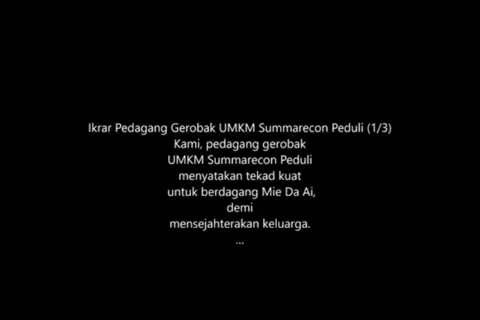 Ikrar Pedagang Gerobak UMKM Summarecon Peduli (1/3)
Kami, pedagang gerobak
UMKM Summarecon Peduli
menyatakan tekad kuat
untuk berdagang Mie Da Ai,
demi
mensejahterakan keluarga.
...